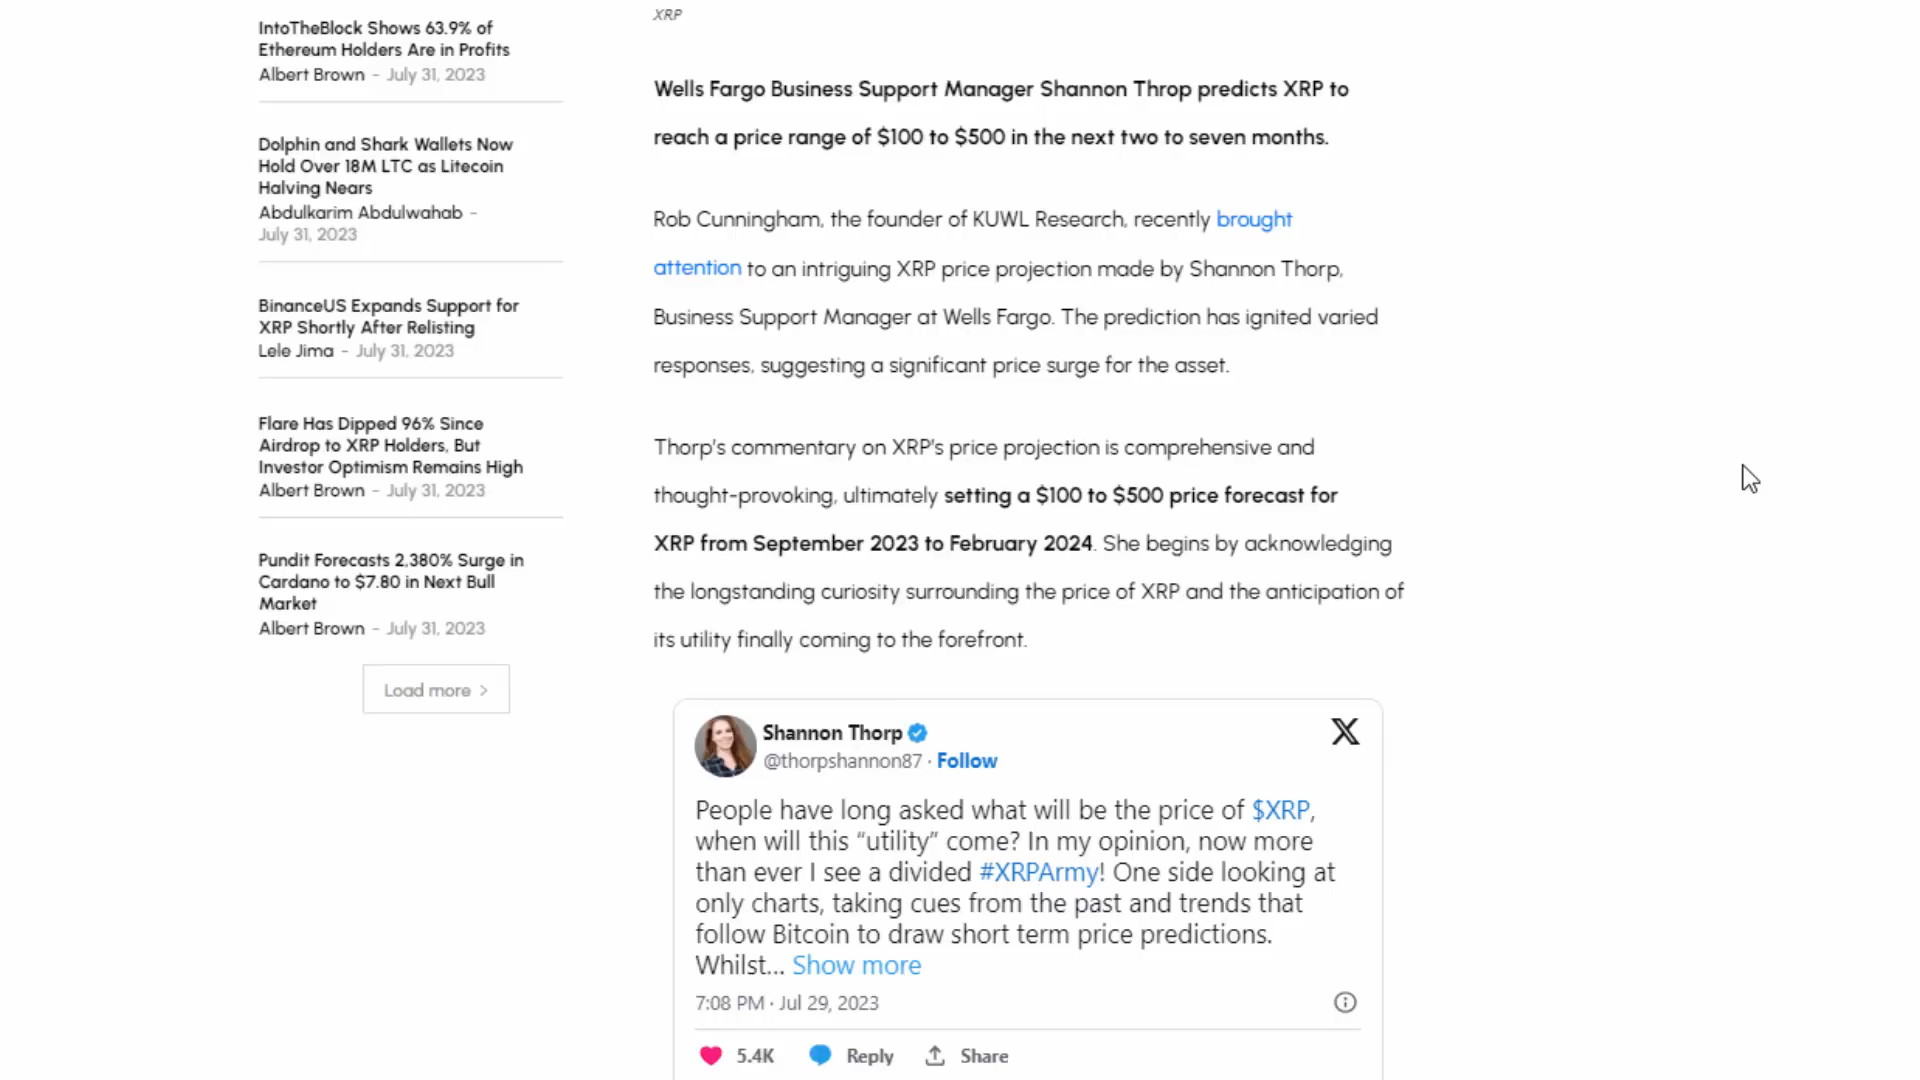 IntoTheBlock Shows 63.9% of
Ethereum Holders Are in Profits
Albert Brown - July 31, 2023
Dolphin and Shark Wallets Now
Hold Over 18M LTC as Litecoin
Halving Nears
Abdulkarim Abdulwahab -
July 31, 2023
BinanceUS Expands Support for
XRP Shortly After Relisting
Lele Jima - July 31, 2023
Flare Has Dipped 96% Since
Airdrop to XRP Holders, But
Investor Optimism Remains High
Albert Brown - July 31, 2023
Pundit Forecasts 2,380% Surge in
Cardano to $7.80 in Next Bull
Market
Albert Brown - July 31, 2023
Load more >
XRP
Wells Fargo Business Support Manager Shannon Throp predicts XRP to
reach a price range of $100 to $500 in the next two to seven months.
Rob Cunningham, the founder of KUWL Research, recently brought
attention to an intriguing XRP price projection made by Shannon Thorp,
Business Support Manager at Wells Fargo. The prediction has ignited varied
responses, suggesting a significant price surge for the asset.
Thorp's commentary on XRP's price projection is comprehensive and
thought-provoking, ultimately setting a $100 to $500 price forecast for
XRP from September 2023 to February 2024. She begins by acknowledging
the longstanding curiosity surrounding the price of XRP and the anticipation of
its utility finally coming to the forefront.
Shannon Thorp
@thorpshannon87 · Follow
People have long asked what will be the price of $XRP,
when will this “utility” come? In my opinion, now more
than ever I see a divided #XRPArmy! One side looking at
only charts, taking cues from the past and trends that
follow Bitcoin to draw short term price predictions.
Whilst... Show more
7:08 PM · Jul 29, 2023
5.4K Reply Share